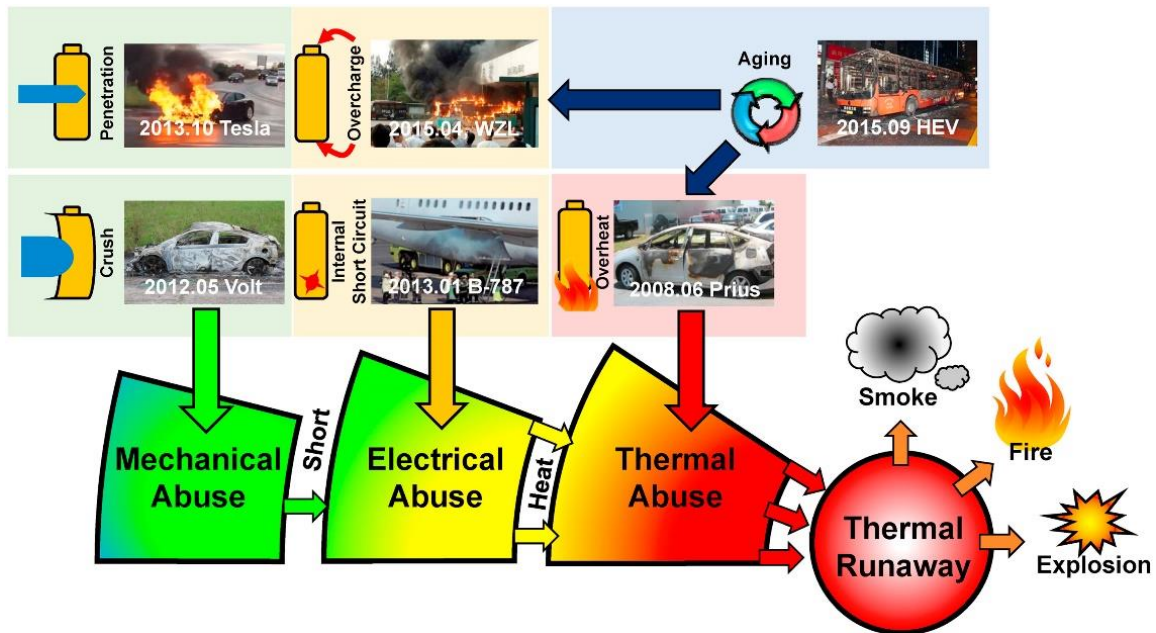 Penetration
2013.10 Tesla
Overcharge
2015.04. WZL
Aging
2015.09 HEV
Crush
2012.05 Volt
Internal
Short Circuit
2013.01 B-787
Overheat
2008.06 Prius
Mechanical
Abuse
Short
Electrical
Abuse
Heat
Thermal
Abuse
Thermal
Runaway
Smoke
Fire
Explosion